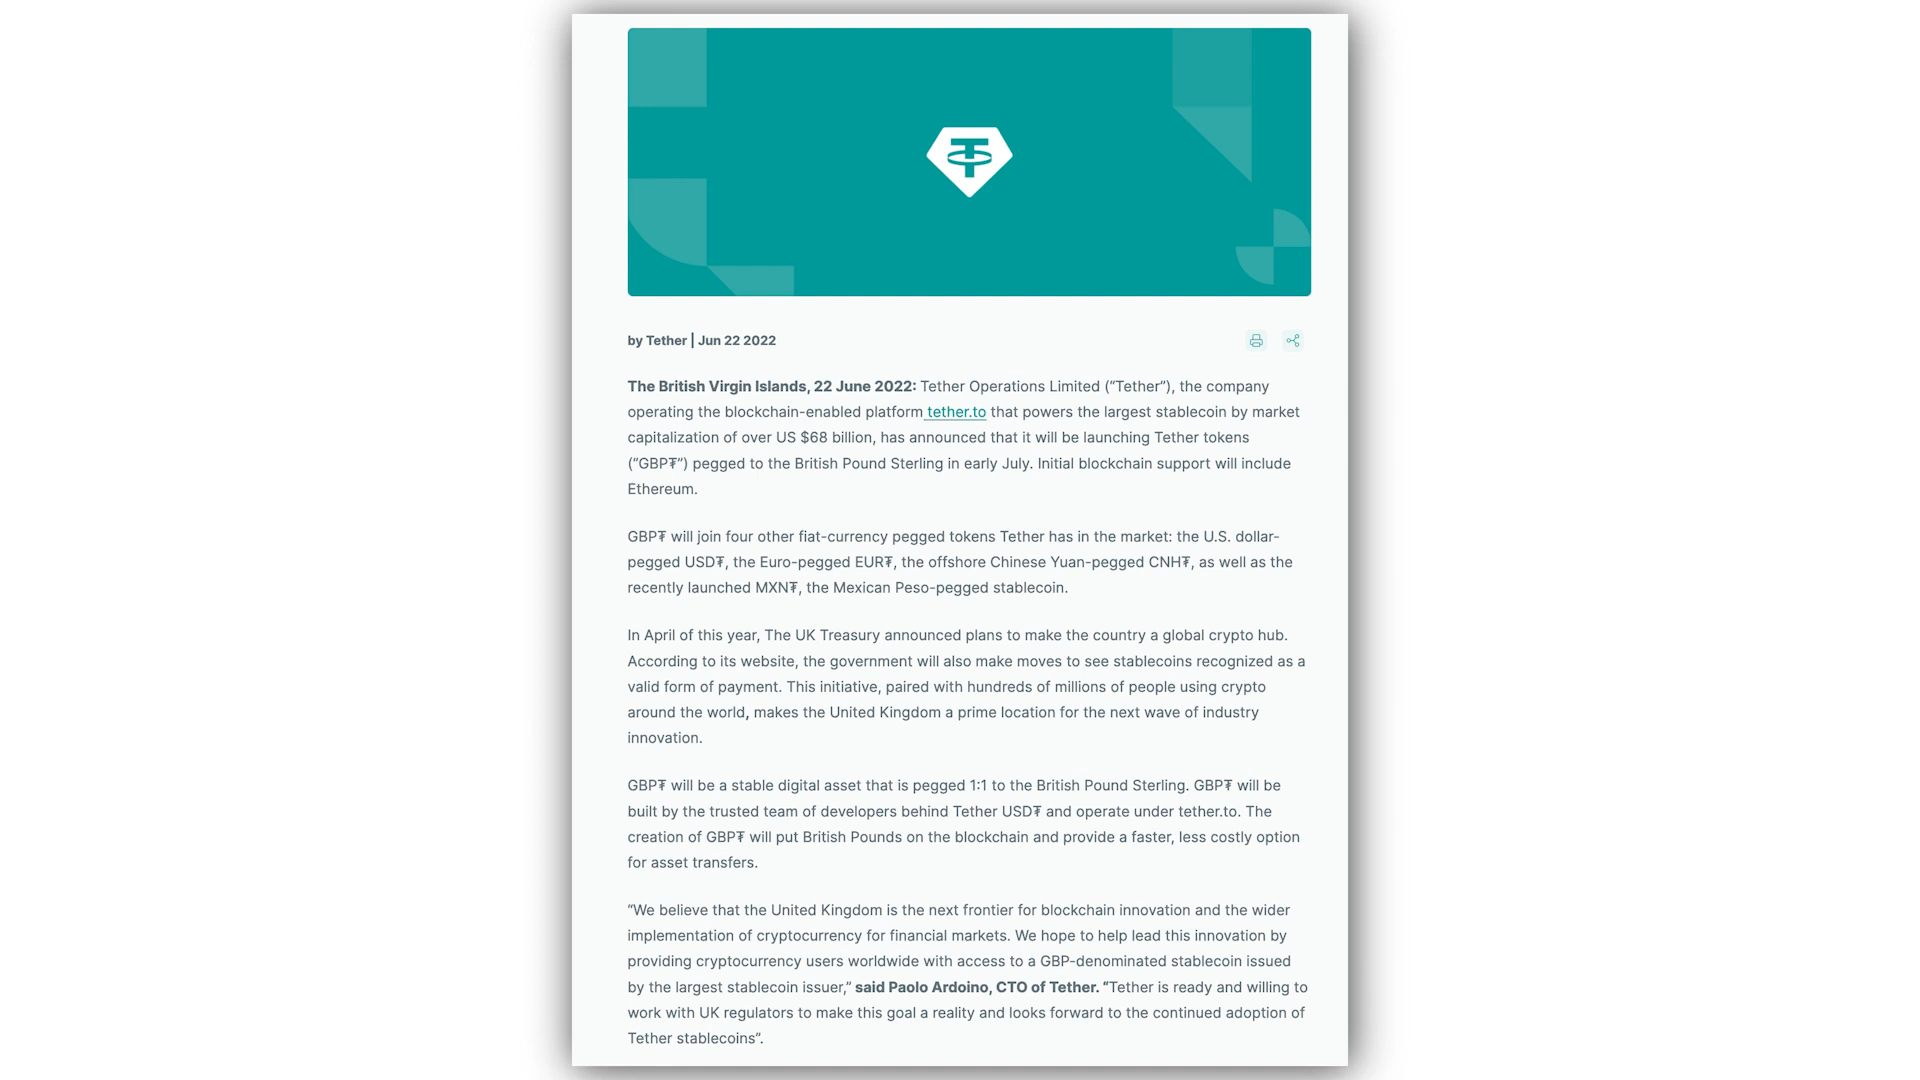 by Tether | Jun 22 2022
The British Virgin Islands, 22 June 2022: Tether Operations Limited (“Tether”), the company
operating the blockchain-enabled platform tether.to that powers the largest stablecoin by market
capitalization of over US $68 billion, has announced that it will be launching Tether tokens
(“GBP₮”) pegged to the British Pound Sterling in early July. Initial blockchain support will include
Ethereum.
GBP₮ will join four other fiat-currency pegged tokens Tether has in the market: the U.S. dollar-
pegged USD₮, the Euro-pegged EUR₮, the offshore Chinese Yuan-pegged CNH₮, as well as the
recently launched MXN₮, the Mexican Peso-pegged stablecoin.
In April of this year, The UK Treasury announced plans to make the country a global crypto hub.
According to its website, the government will also make moves to see stablecoins recognized as a
valid form of payment. This initiative, paired with hundreds of millions of people using crypto
around the world, makes the United Kingdom a prime location for the next wave of industry
innovation.
GBP₮ will be a stable digital asset that is pegged 1:1 to the British Pound Sterling. GBP₮ will be
built by the trusted team of developers behind Tether USD₮ and operate under tether.to. The
creation of GBP₮ will put British Pounds on the blockchain and provide a faster, less costly option
for asset transfers.
“We believe that the United Kingdom is the next frontier for blockchain innovation and the wider
implementation of cryptocurrency for financial markets. We hope to help lead this innovation by
providing cryptocurrency users worldwide with access to a GBP-denominated stablecoin issued
by the largest stablecoin issuer,” said Paolo Ardoino, CTO of Tether. “Tether is ready and willing to
work with UK regulators to make this goal a reality and looks forward to the continued adoption of
Tether stablecoins”.